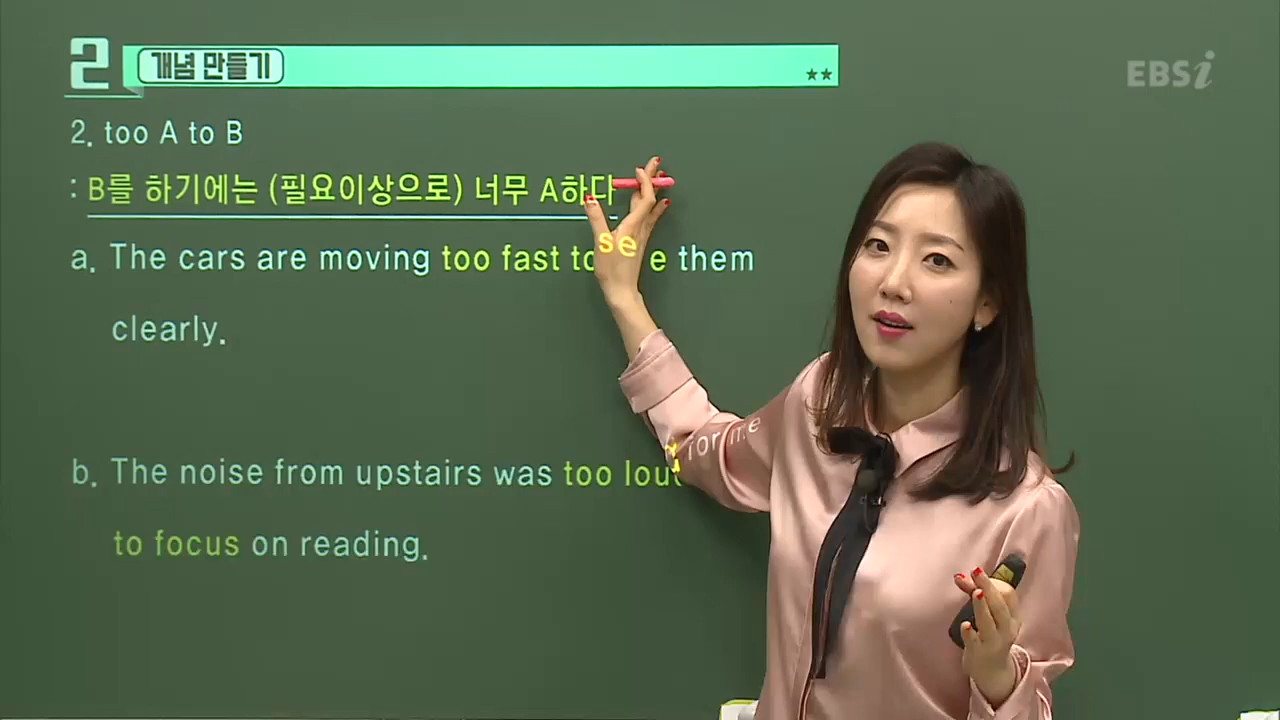 2 개념 만들기 ★★
EBSi
2. too A to B
: B를 하기에는 (필요이상으로) 너무 A하다
a. The cars are moving too fast to see them
clearly.
b. The noise from upstairs was too loud for me
to focus on reading.